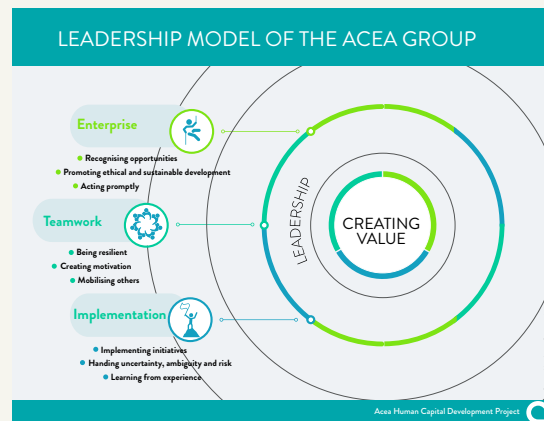 LEADERSHIP MODEL OF THE ACEA GROUP
Enterprise
Recognising opportunities
Promoting ethical and sustainable development
Acting promptly
Teamwork
Being resilient
Creating motivation
Mobilising others
Implementation
Implementing initiatives
Handing uncertainty, ambiguity and risk
Learning from experience
LEADERSHIP
CREATING
VALUE
Acea Human Capital Development Project